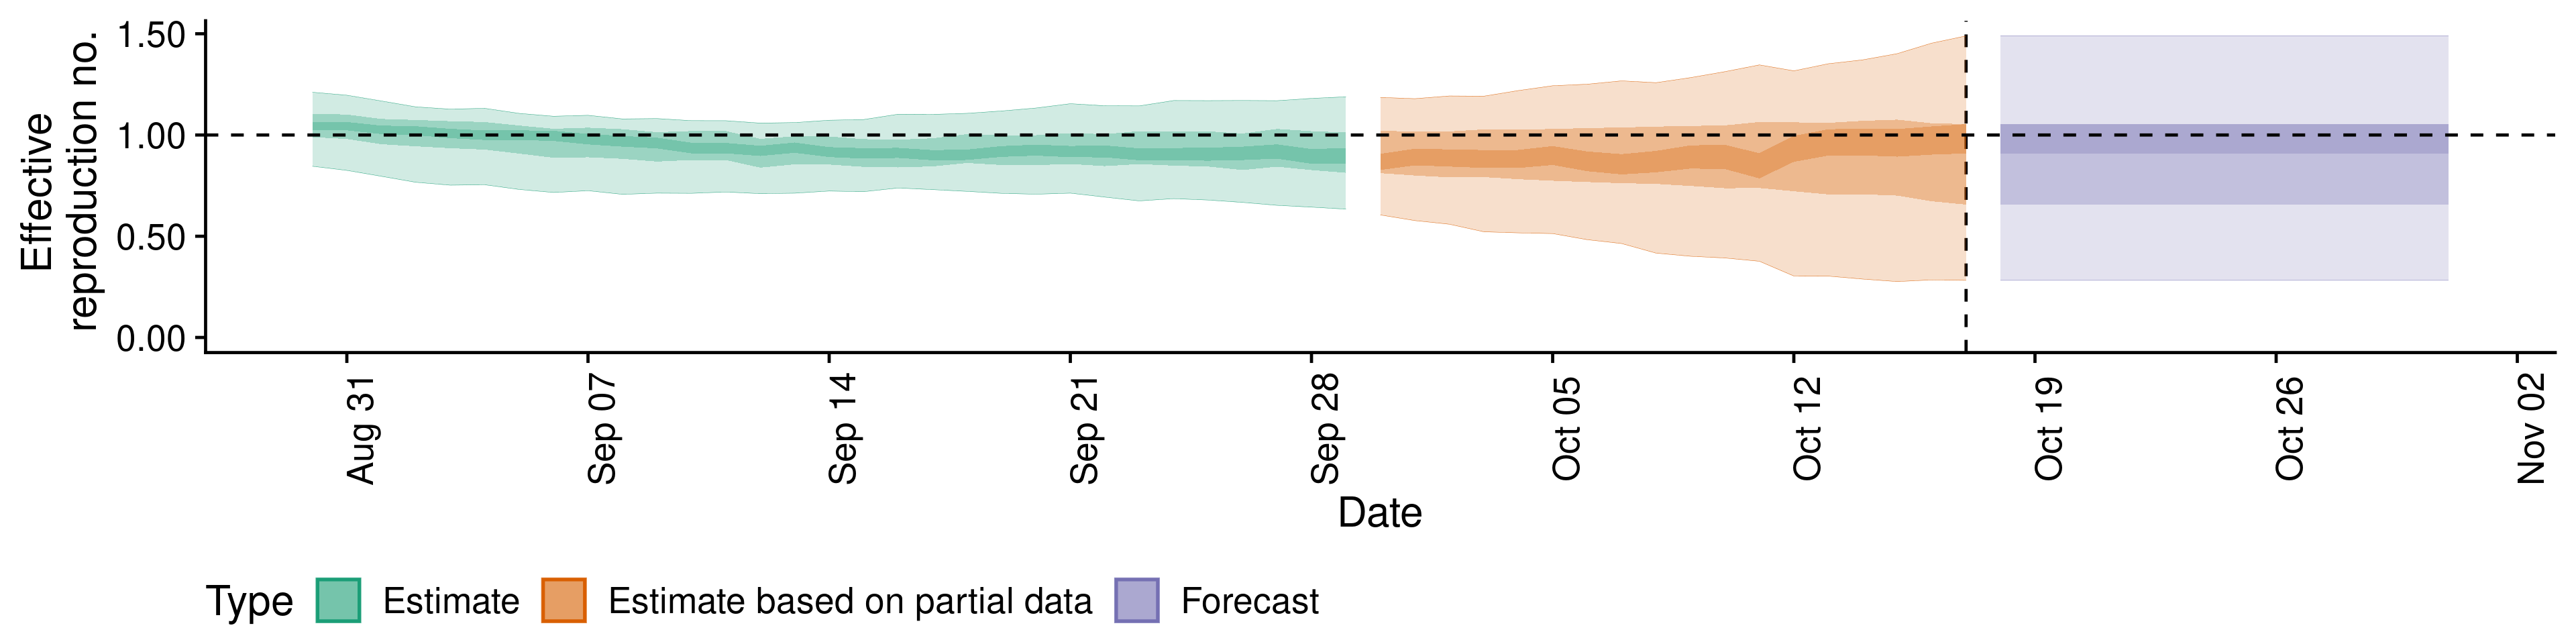 Effective
reproduction no.
1.50
1.00
0.50
0.00
Aug 31
Sep 07
Sep 14
Sep 21
Sep 28
Oct 05
Oct 12
Oct 19
Oct 26
Nov 02
Date
Type
Estimate
Estimate based on partial data
Forecast